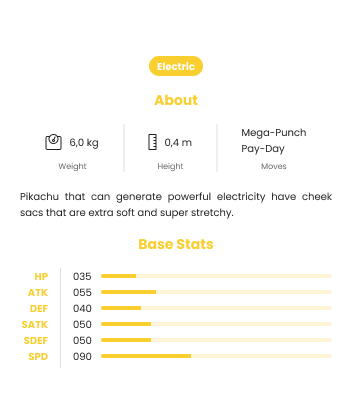 Electric
About
6,0 kg
0,4 m
Mega-Punch
Pay-Day
Weight
Height
Moves
Pikachu that can generate powerful electricity have cheek
sacs that are extra soft and super stretchy.
Base Stats
HP 035
ATK 055
DEF 040
SATK 050
SDEF 050
SPD 090